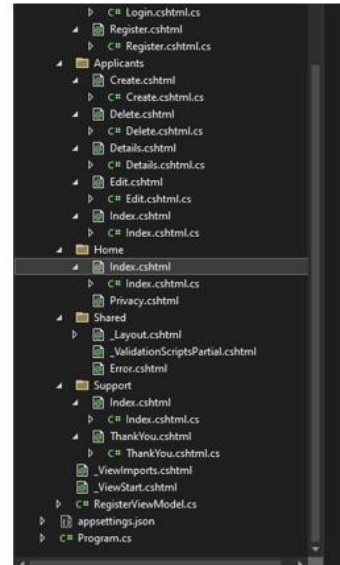 C# Login.cshtml.cs
Register.cshtml
C# Register.cshtml.cs
Applicants
Create.cshtml
C# Create.cshtml.cs
Delete.cshtml
C# Delete.cshtml.cs
Details.cshtml
C# Details.cshtml.cs
Edit.cshtml
C# Edit.cshtml.cs
Index.cshtml
C# Index.cshtml.cs
Home
Index.cshtml
C# Index.cshtml.cs
Privacy.cshtml
Shared
_Layout.cshtml
_ValidationScriptsPartial.cshtml
Error.cshtml
Support
Index.cshtml
C# Index.cshtml.cs
ThankYou.cshtml
C# ThankYou.cshtml.cs
_ViewImports.cshtml
_ViewStart.cshtml
C# RegisterViewModel.cs
appsettings.json
C# Program.cs